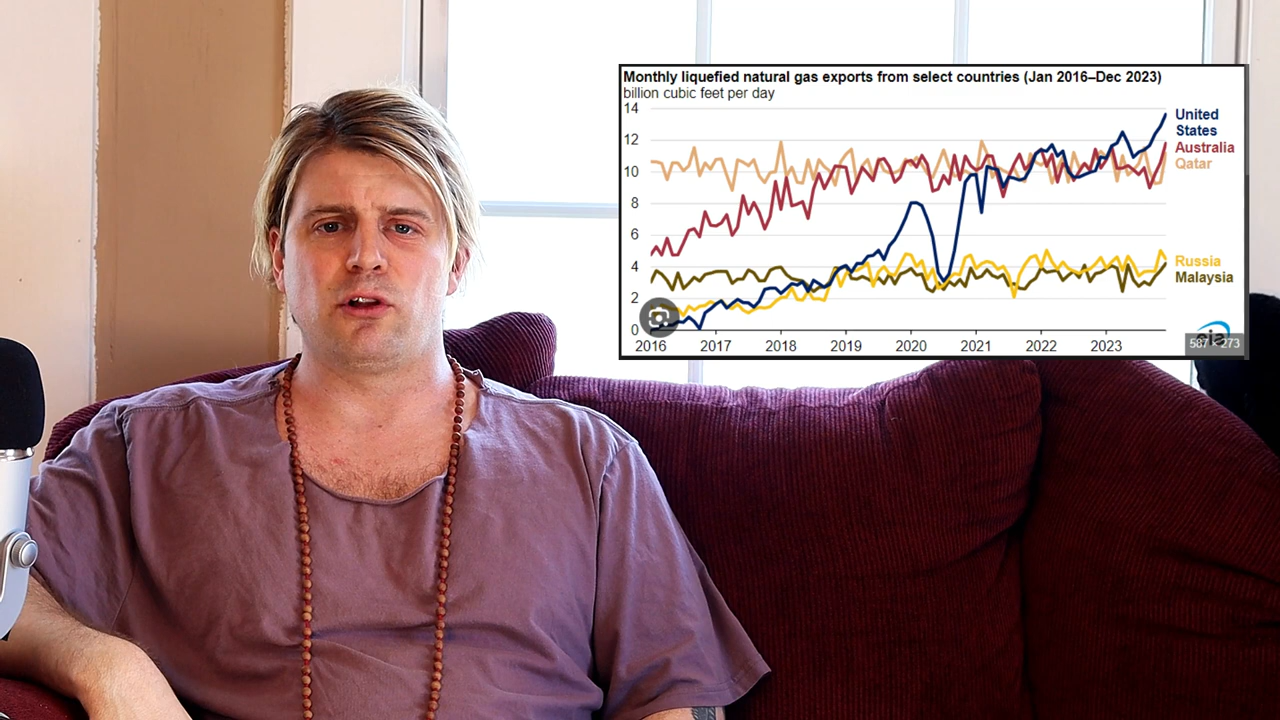 Monthly liquefied natural gas exports from select countries (Jan 2016–Dec 2023)
billion cubic feet per day
14
12
10
8
6
4
2
0
United
States
Australia
Qatar
Russia
Malaysia
2016 2017 2018 2019 2020 2021 2022 2023
eia
587 × 273